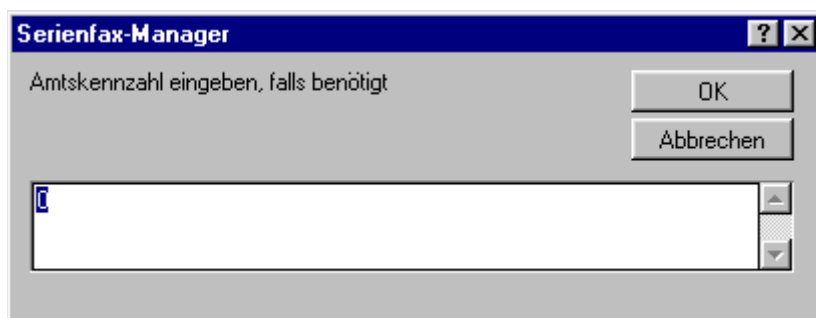 Serienfax-Manager
Amtskennzahl eingeben, falls benötigt
OK
Abbrechen
0